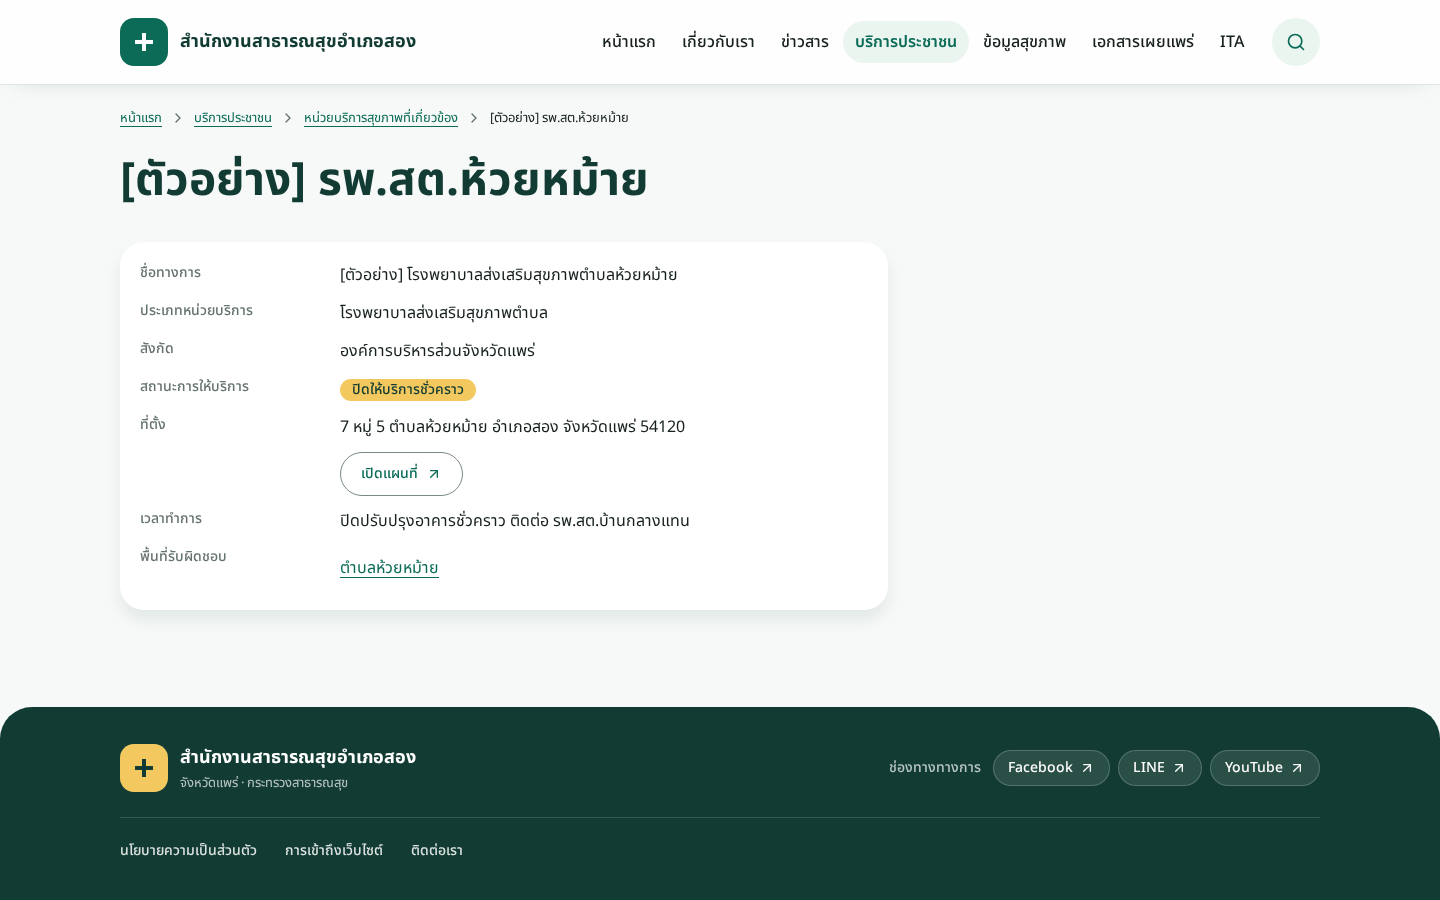 สำนักงานสาธารณสุขอำเภอสอง
หน้าแรก เกี่ยวกับเรา ข่าวสาร บริการประชาชน ข้อมูลสุขภาพ เอกสารเผยแพร่ ITA
หน้าแรก บริการประชาชน หน่วยบริการสุขภาพที่เกี่ยวข้อง [ตัวอย่าง] รพ.สต.ห้วยหม้าย
[ตัวอย่าง] รพ.สต.ห้วยหม้าย
ชื่อทางการ [ตัวอย่าง] โรงพยาบาลส่งเสริมสุขภาพตำบลห้วยหม้าย
ประเภทหน่วยบริการ โรงพยาบาลส่งเสริมสุขภาพตำบล
สังกัด องค์การบริหารส่วนจังหวัดแพร่
สถานะการให้บริการ ปิดให้บริการชั่วคราว
ที่ตั้ง 7 หมู่ 5 ตำบลห้วยหม้าย อำเภอสอง จังหวัดแพร่ 54120
เปิดแผนที่
เวลาทำการ ปิดปรับปรุงอาคารชั่วคราว ติดต่อ รพ.สต.บ้านกลางแทน
พื้นที่รับผิดชอบ ตำบลห้วยหม้าย
สำนักงานสาธารณสุขอำเภอสอง
จังหวัดแพร่ · กระทรวงสาธารณสุข
ช่องทางทางการ Facebook LINE YouTube
นโยบายความเป็นส่วนตัว การเข้าถึงเว็บไซต์ ติดต่อเรา